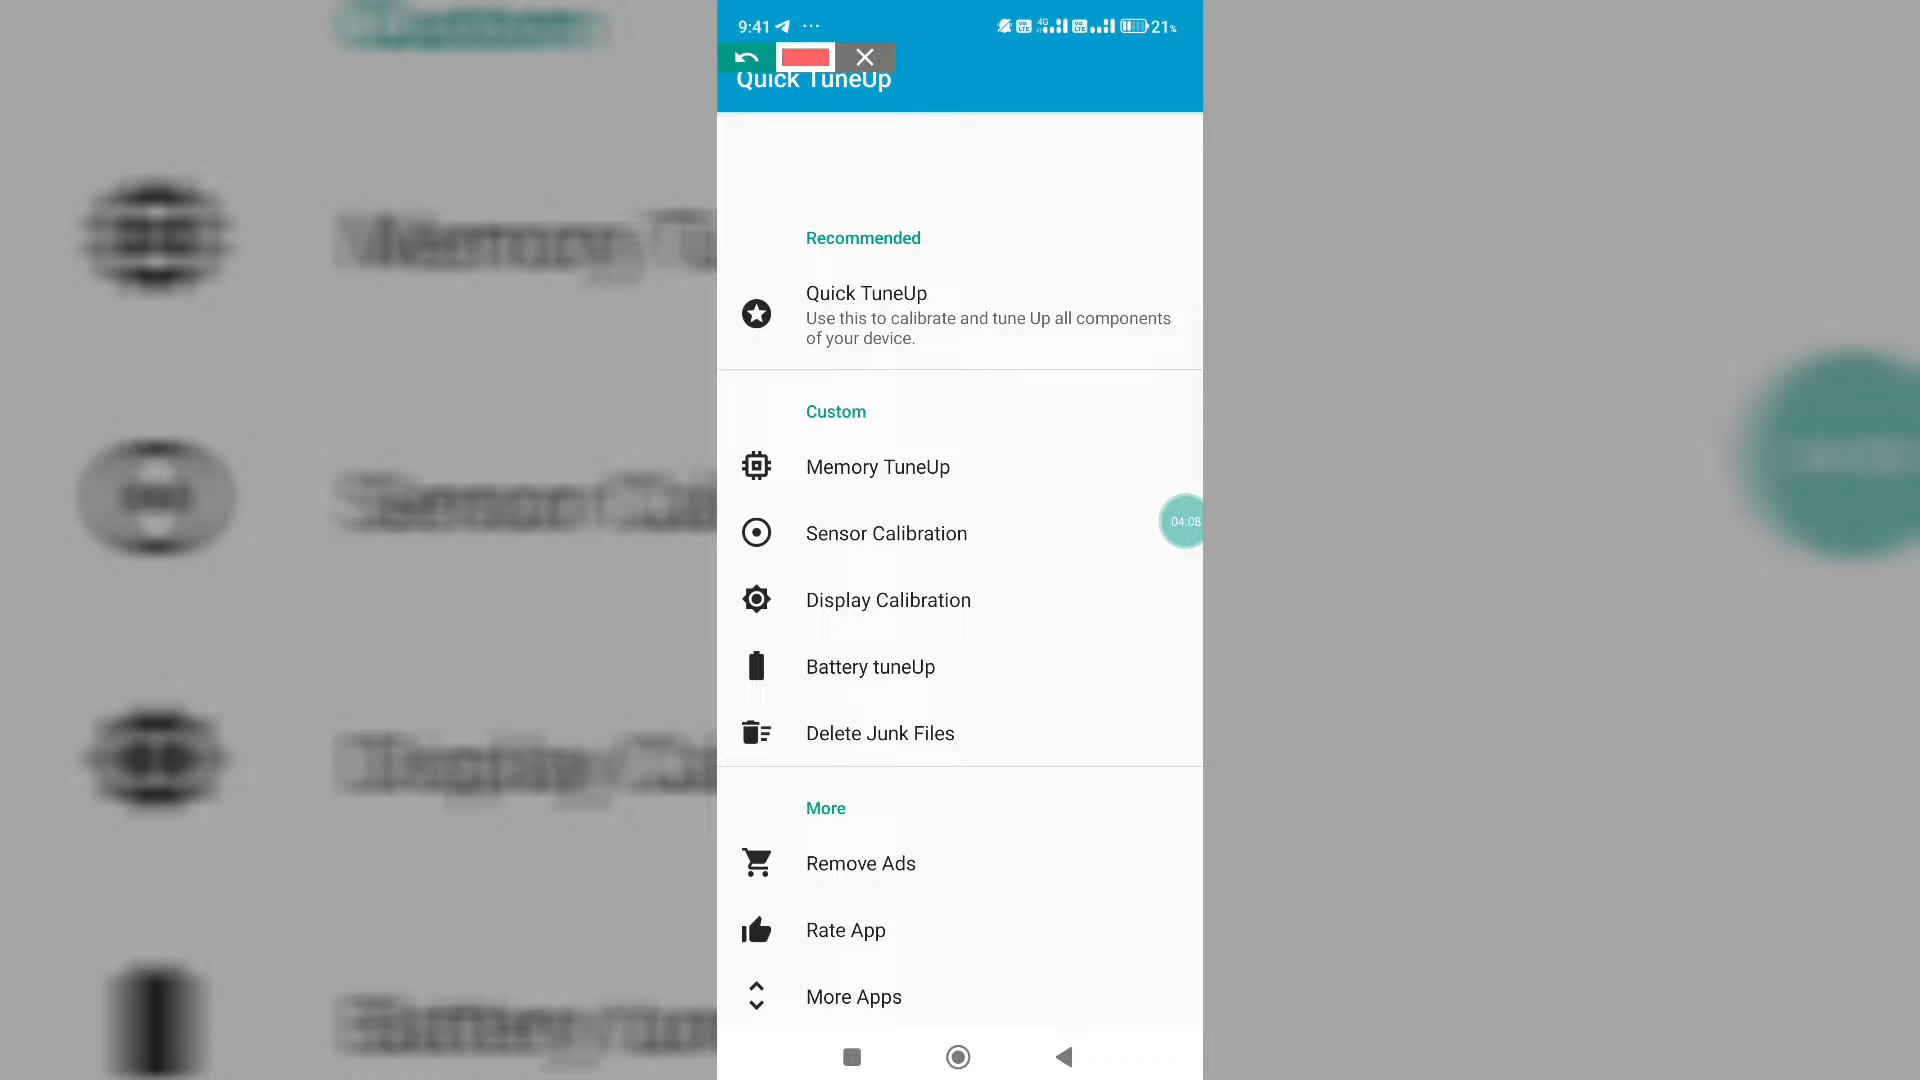 9:41
21%
Quick TuneUp
Recommended
Quick TuneUp
Use this to calibrate and tune Up all components
of your device.
Custom
Memory TuneUp
Sensor Calibration
04:08
Display Calibration
Battery tuneUp
Delete Junk Files
More
Remove Ads
Rate App
More Apps